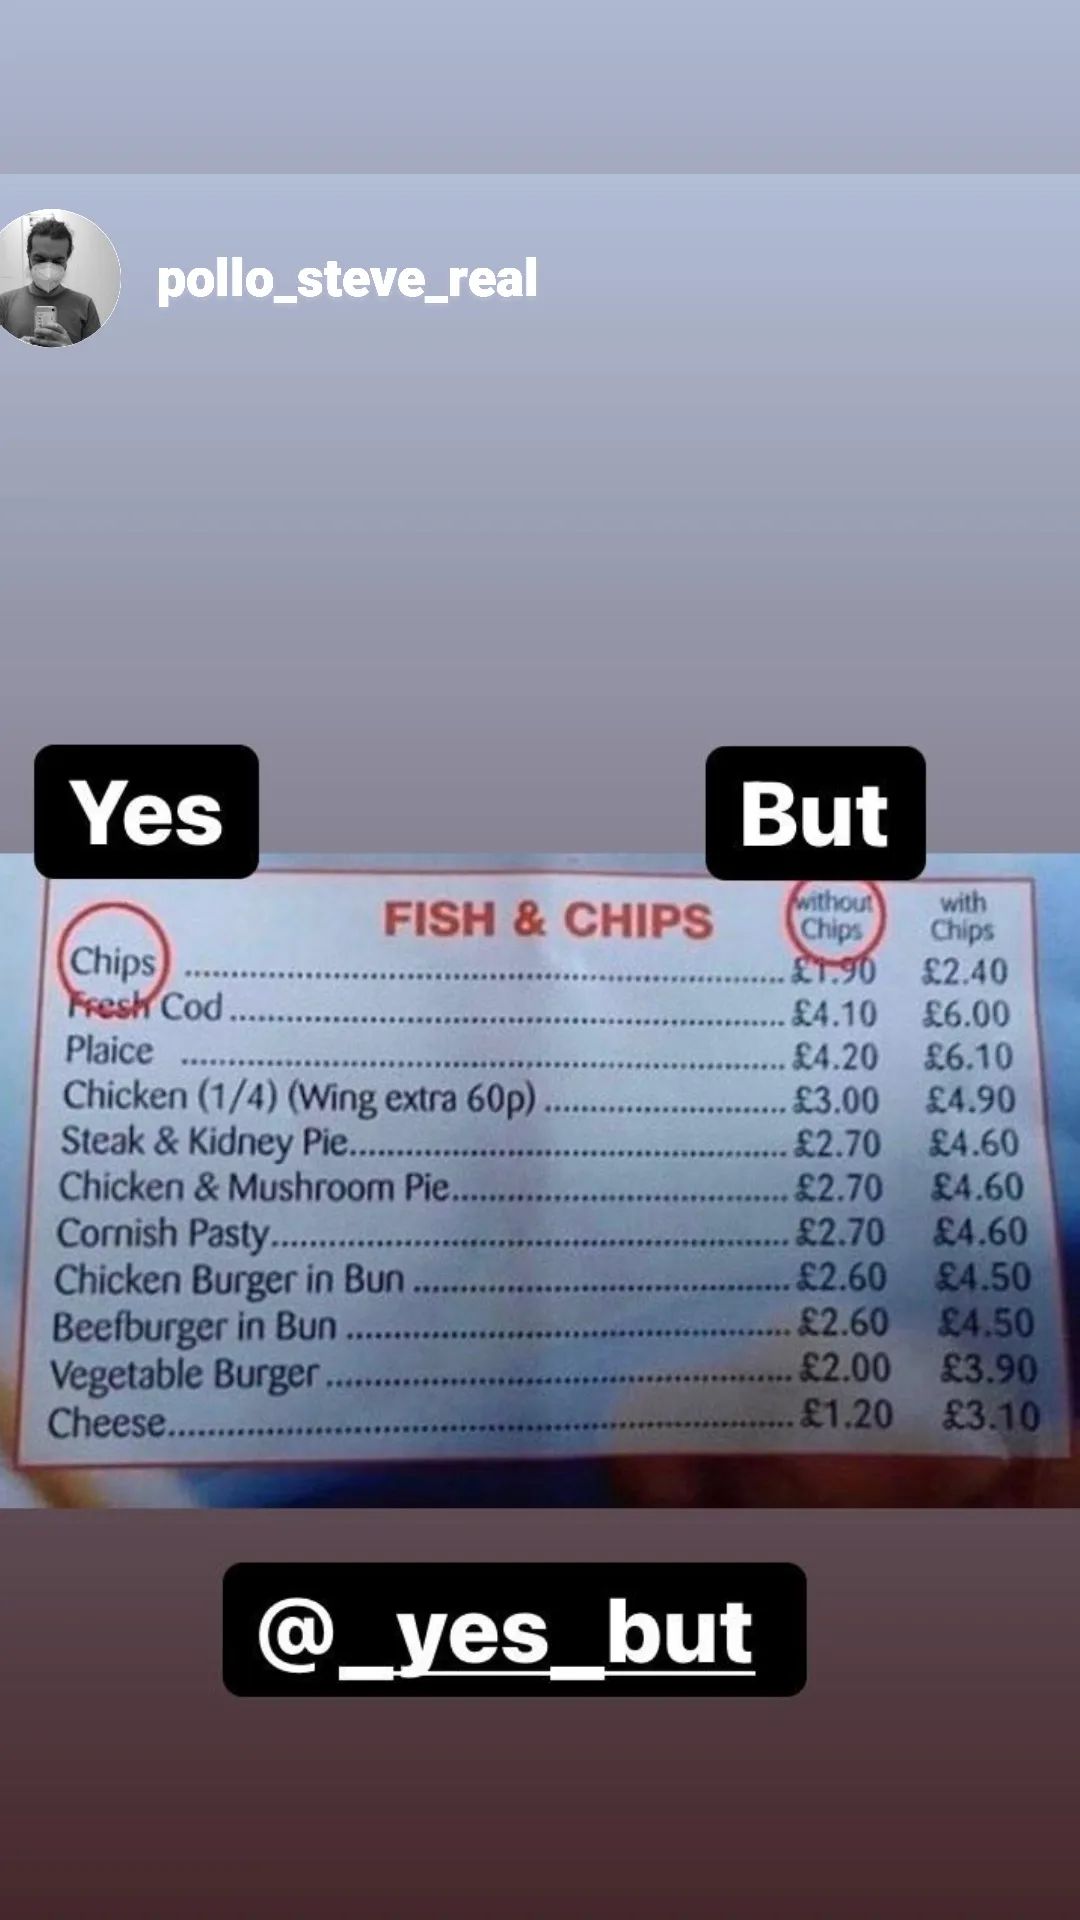 pollo_steve_real
Yes
But
FISH & CHIPS
without Chips
with Chips
Chips ........ £1.90 £2.40
Fresh Cod ........ £4.10 £6.00
Plaice ........ £4.20 £6.10
Chicken (1/4) (Wing extra 60p) ........ £3.00 £4.90
Steak & Kidney Pie........ £2.70 £4.60
Chicken & Mushroom Pie........ £2.70 £4.60
Cornish Pasty........ £2.70 £4.60
Chicken Burger in Bun ........ £2.60 £4.50
Beefburger in Bun ........ £2.60 £4.50
Vegetable Burger ........ £2.00 £3.90
Cheese........ £1.20 £3.10
@_yes_but